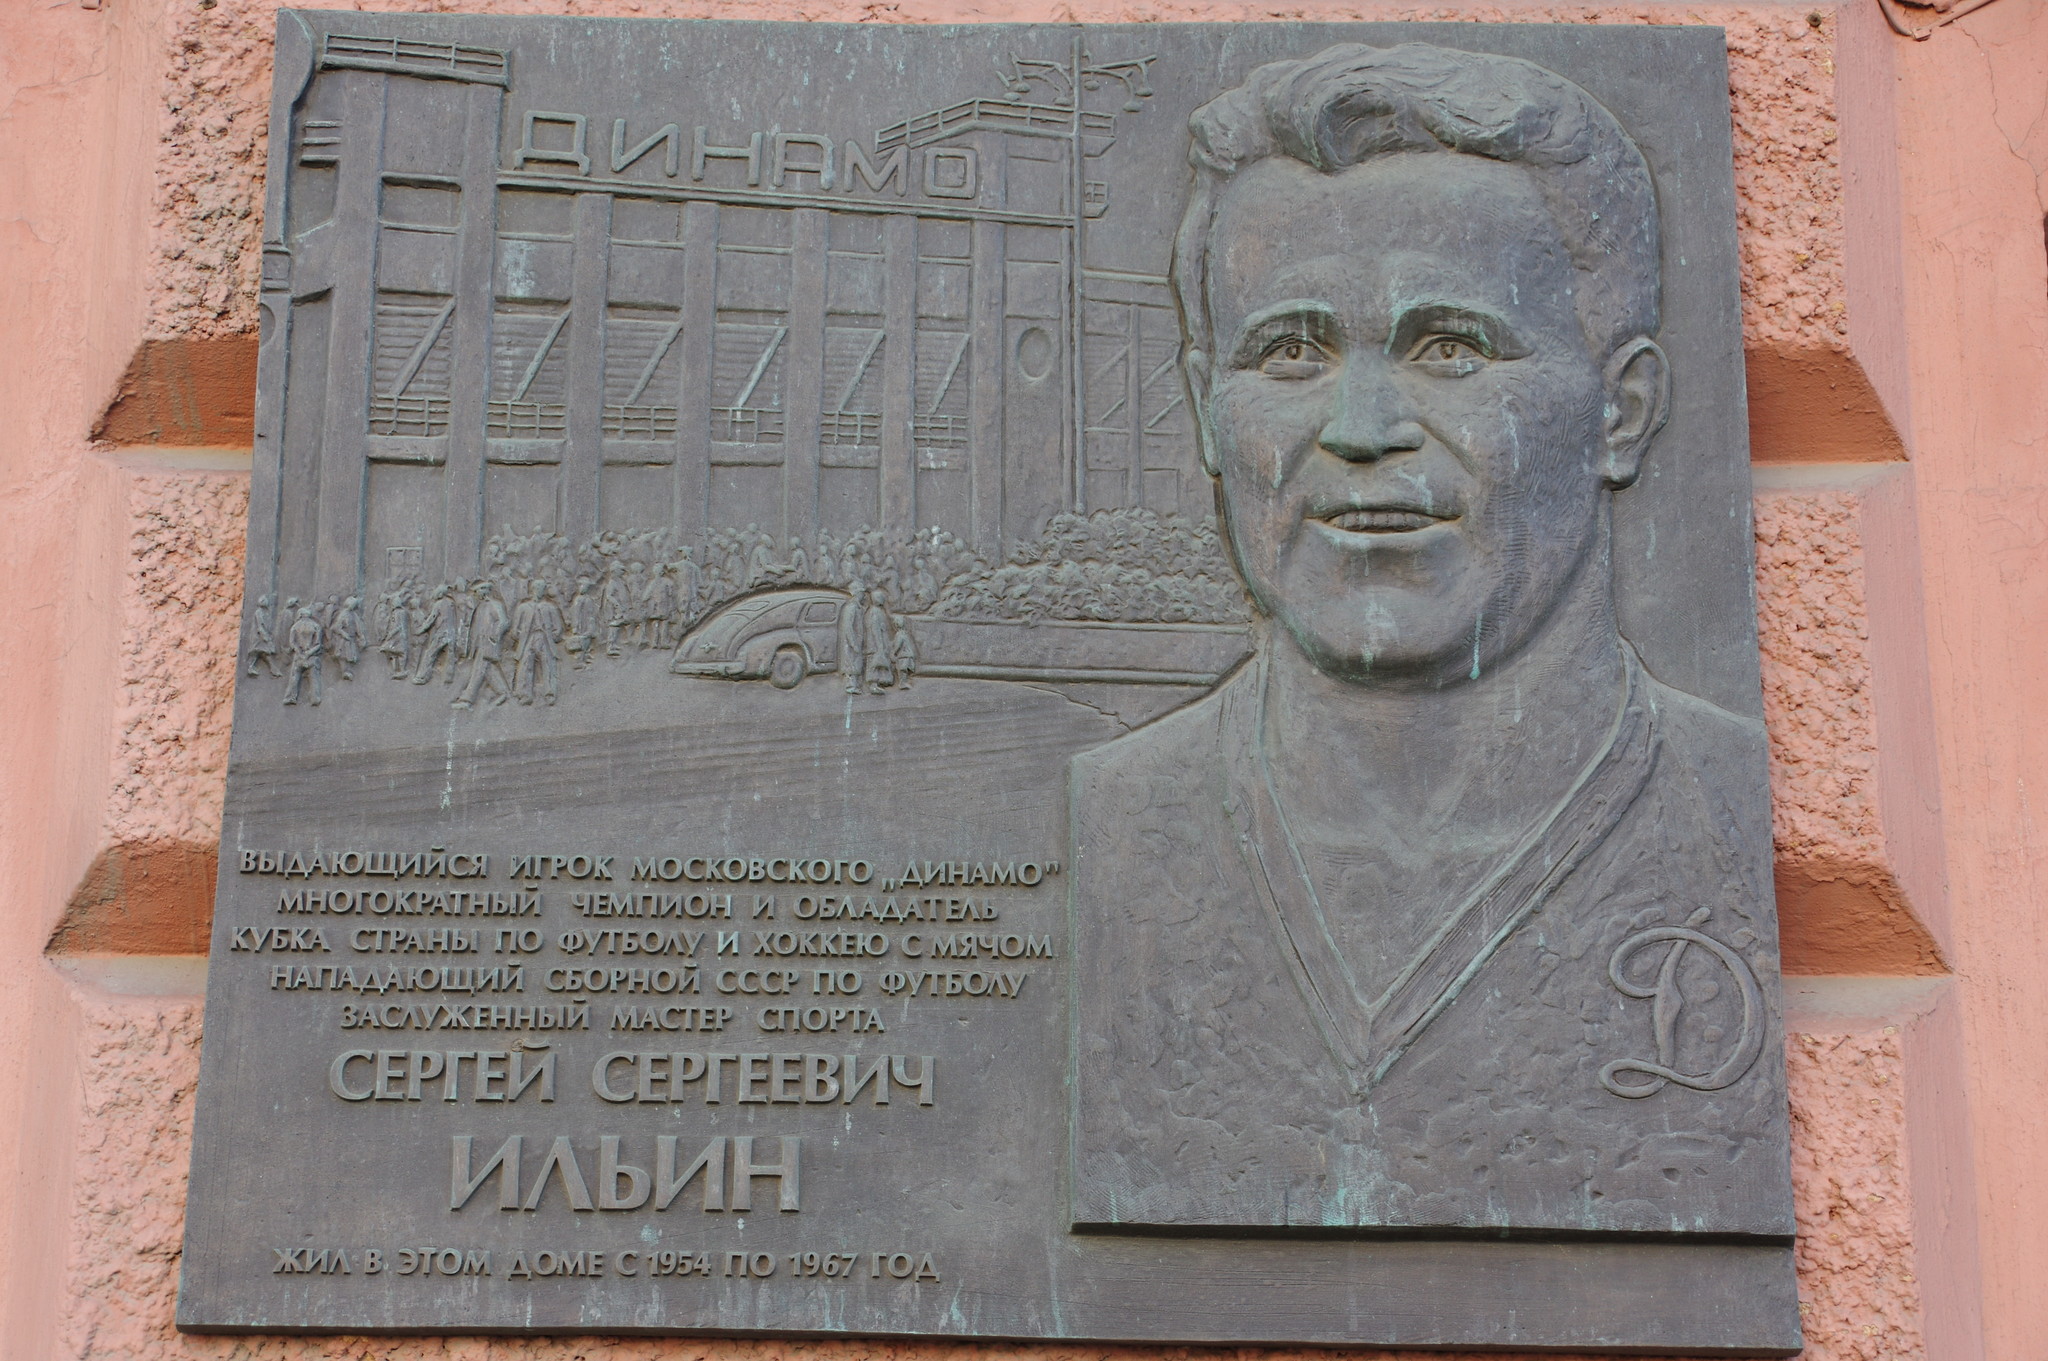 ДИНАМО
ВЫДАЮЩИЙСЯ ИГРОК МОСКОВСКОГО „ДИНАМО"
МНОГОКРАТНЫЙ ЧЕМПИОН И ОБЛАДАТЕЛЬ
КУБКА СТРАНЫ ПО ФУТБОЛУ И ХОККЕЮ С МЯЧОМ
НАПАДАЮЩИЙ СБОРНОЙ СССР ПО ФУТБОЛУ
ЗАСЛУЖЕННЫЙ МАСТЕР СПОРТА
СЕРГЕЙ СЕРГЕЕВИЧ
ИЛЬИН
ЖИЛ В ЭТОМ ДОМЕ С 1954 ПО 1967 ГОД
Д